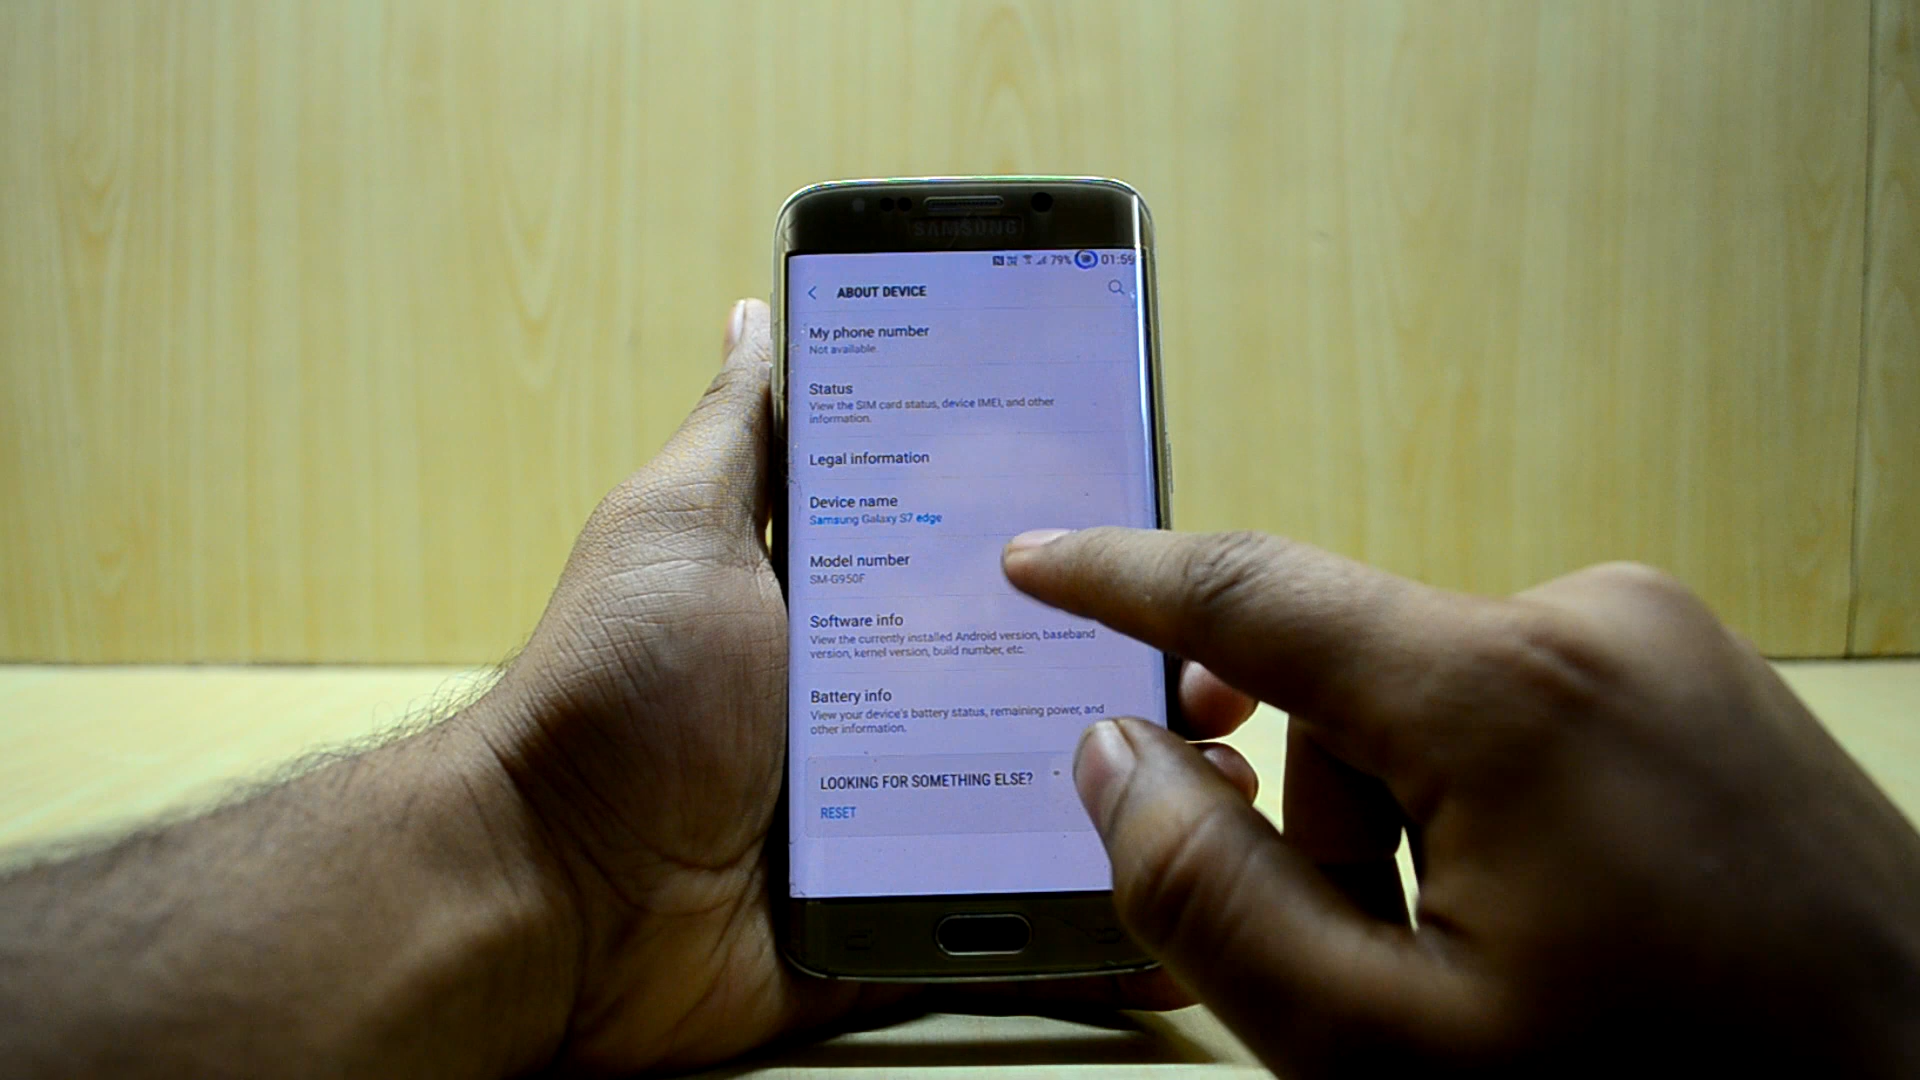 SAMSUNG
79% 01:59
ABOUT DEVICE
My phone number
Not available
Status
View the SIM card status, device IMEI, and other
information.
Legal information
Device name
Samsung Galaxy S7 edge
Model number
SM-G950F
Software info
View the currently installed Android version, baseband
version, kernel version, build number, etc.
Battery info
View your device's battery status, remaining power, and
other information.
LOOKING FOR SOMETHING ELSE?
RESET